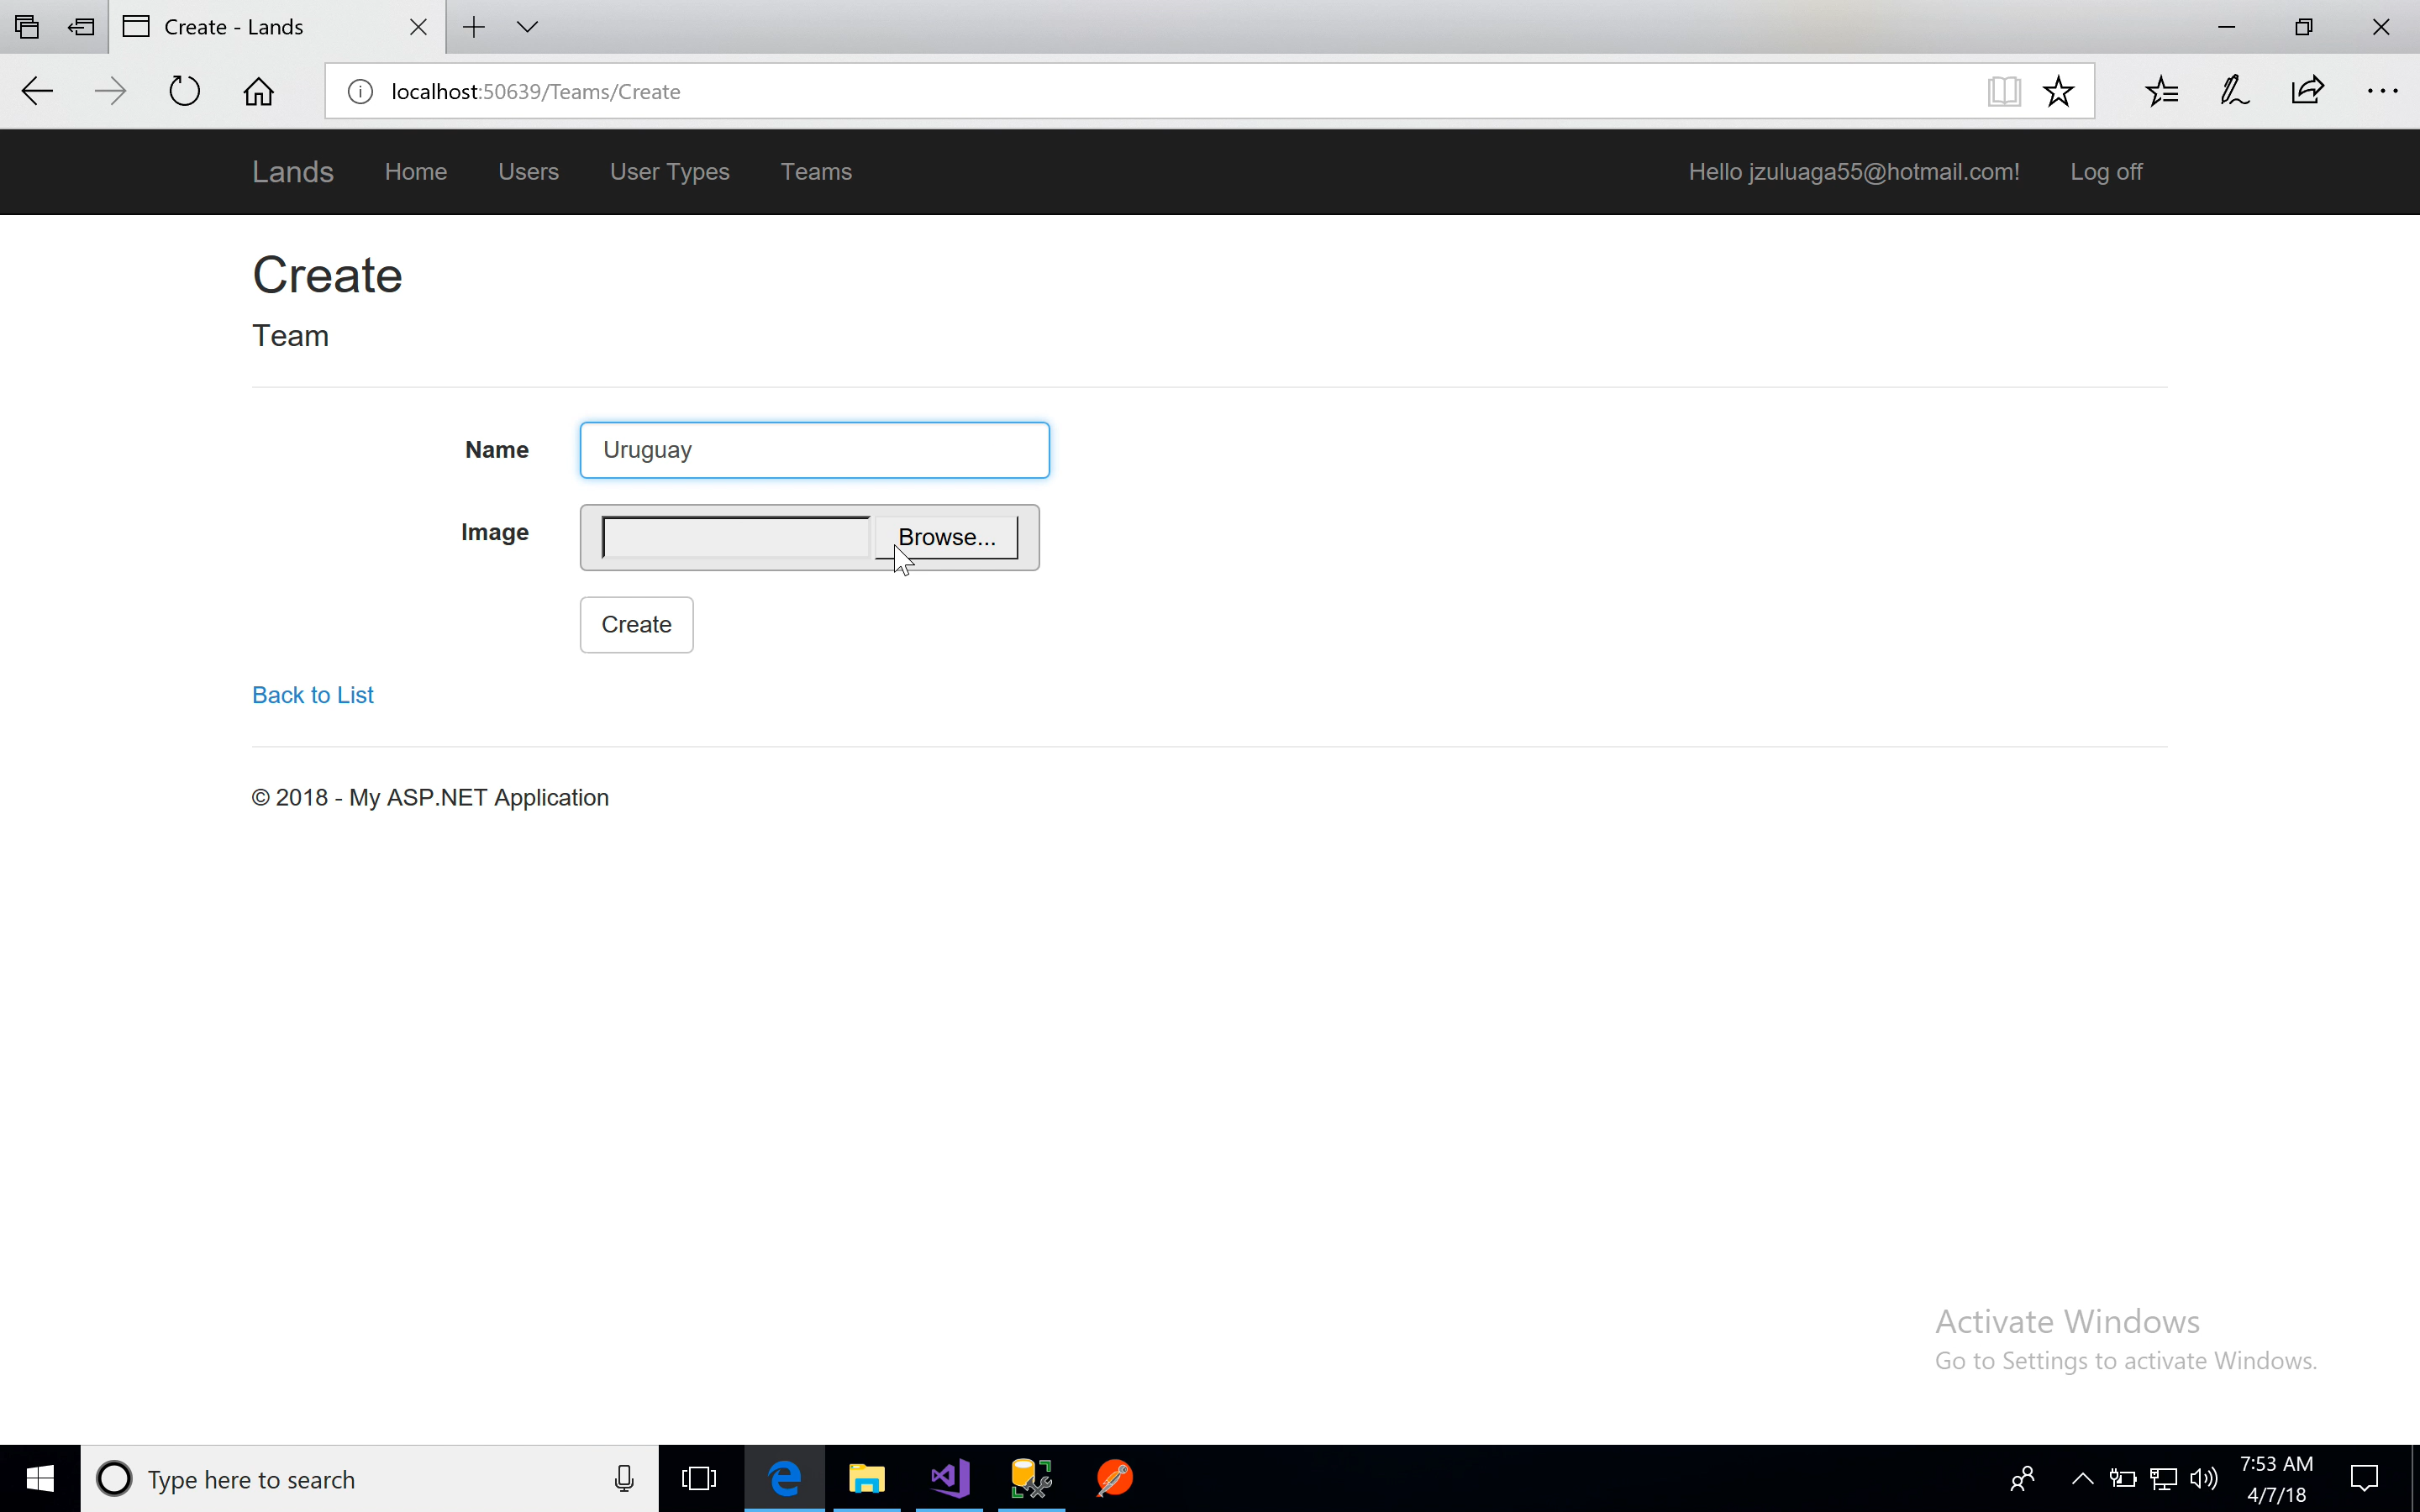 Create - Lands
localhost:50639/Teams/Create
Lands Home Users User Types Teams Hello jzuluaga55@hotmail.com! Log off
Create
Team
Name Uruguay
Image Browse...
Create
Back to List
© 2018 - My ASP.NET Application
Activate Windows
Go to Settings to activate Windows.
Type here to search
7:53 AM
4/7/18